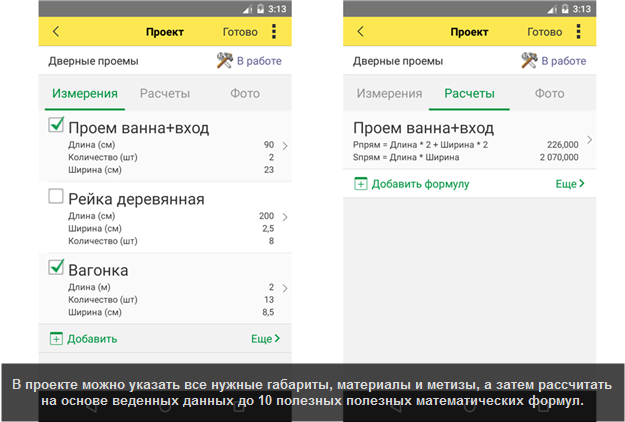 3:13
Проект
Готово
Дверные проемы
В работе
Измерения
Расчеты
Фото
Проем ванна+вход
Длина (см) 90
Количество (шт) 2
Ширина (см) 23
Рейка деревянная
Длина (см) 200
Ширина (см) 2,5
Количество (шт) 8
Вагонка
Длина (м) 2
Количество (шт) 13
Ширина (см) 8,5
Добавить
Еще
3:13
Проект
Готово
Дверные проемы
В работе
Измерения
Расчеты
Фото
Проем ванна+вход
Pпрям = Длина * 2 + Ширина * 2 226,000
Sпрям = Длина * Ширина 2 070,000
Добавить формулу
Еще
В проекте можно указать все нужные габариты, материалы и метизы, а затем рассчитать
на основе веденных данных до 10 полезных полезных математических формул.